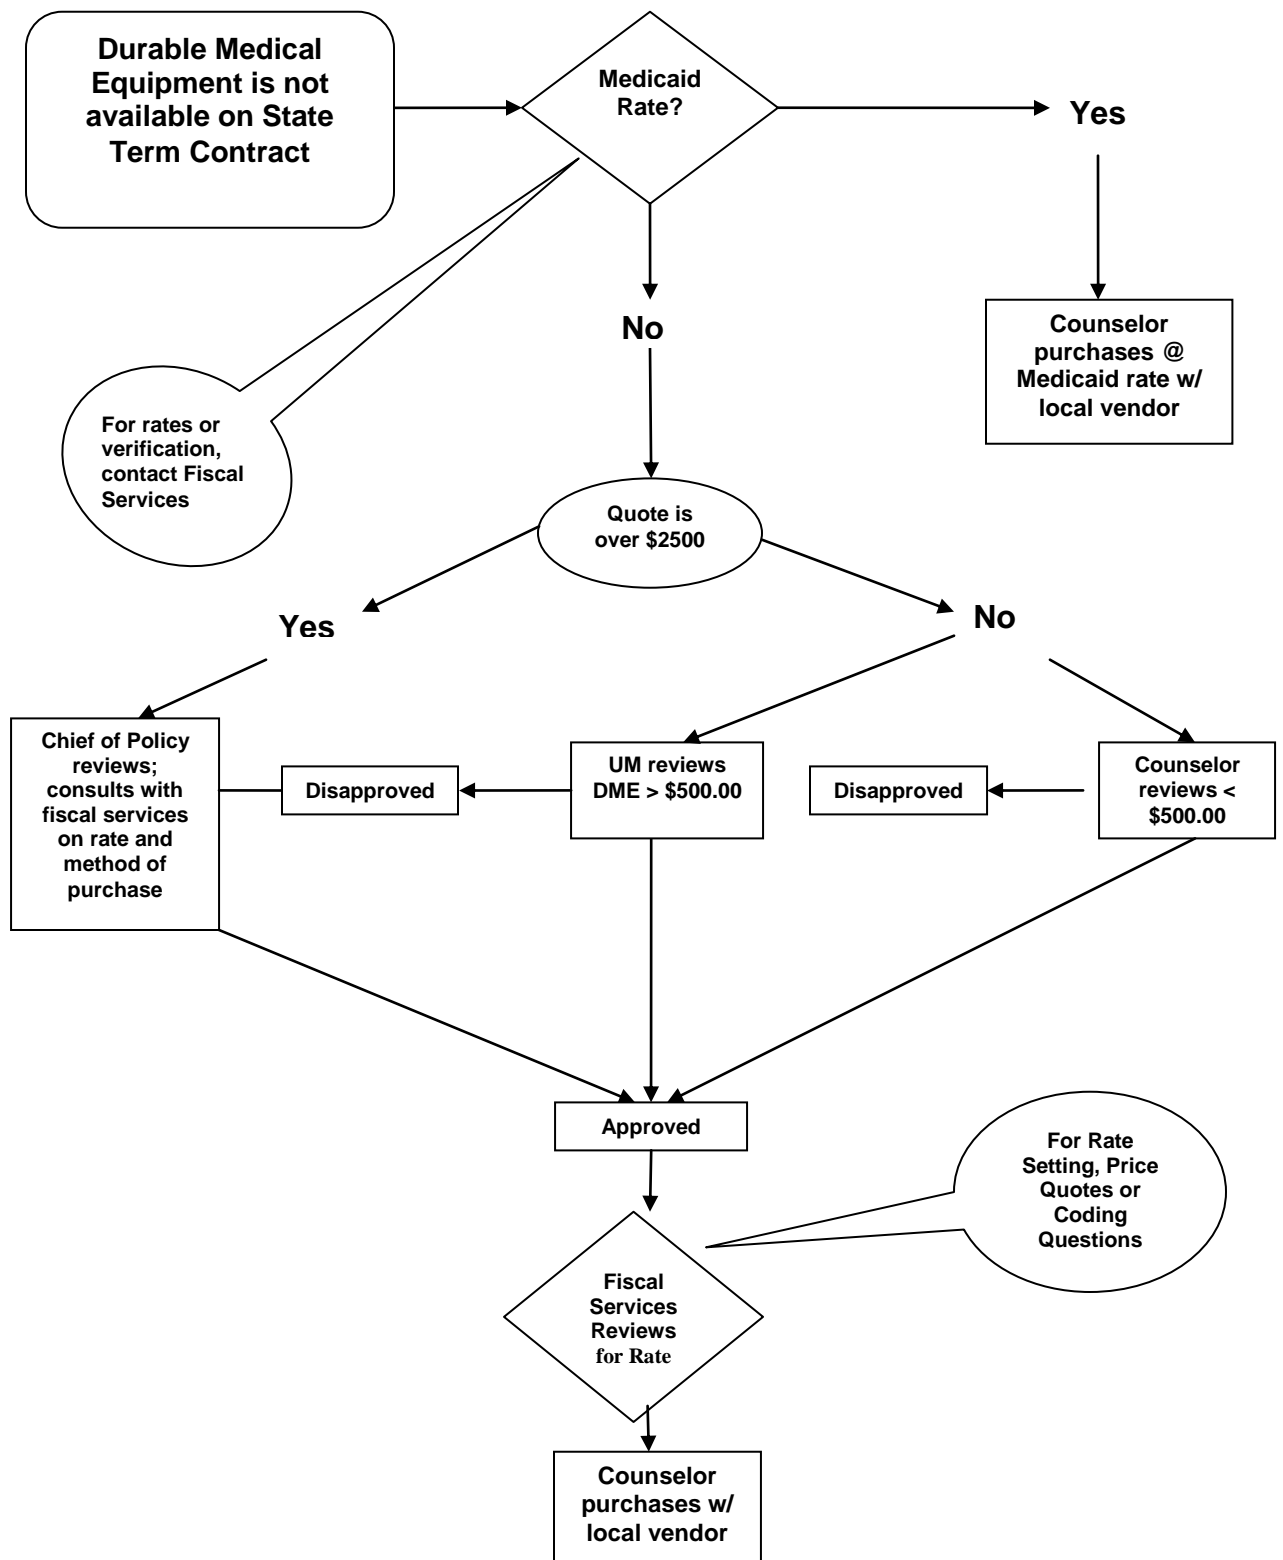 Durable Medical
Equipment is not
available on State
Term Contract
Medicaid
Rate?
Yes
Counselor
purchases @
Medicaid rate w/
local vendor
No
For rates or
verification,
contact Fiscal
Services
Quote is
over $2500
Yes
No
Chief of Policy
reviews;
consults with
fiscal services
on rate and
method of
purchase
Disapproved
UM reviews
DME > $500.00
Disapproved
Counselor
reviews <
$500.00
Approved
For Rate
Setting, Price
Quotes or
Coding
Questions
Fiscal
Services
Reviews
for Rate
Counselor
purchases w/
local vendor